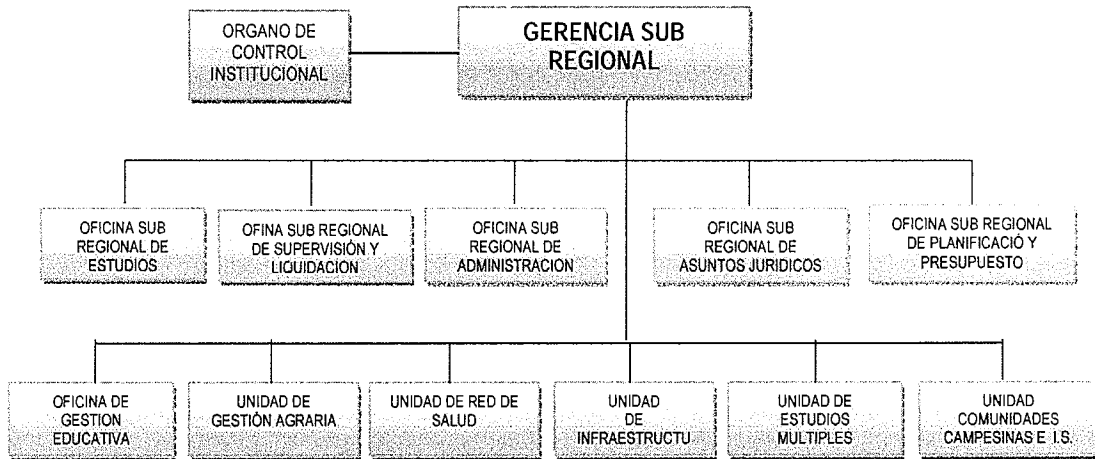 ORGANO DE
CONTROL
INSTITUCIONAL
GERENCIA SUB
REGIONAL
OFICINA SUB
REGIONAL DE
ESTUDIOS
OFINA SUB REGIONAL
DE SUPERVISIÓN Y
LIQUIDACION
OFICINA SUB
REGIONAL DE
ADMINISTRACION
OFICINA SUB
REGIONAL DE
ASUNTOS JURIDICOS
OFICINA SUB REGIONAL
DE PLANIFICACIÓ Y
PRESUPUESTO
OFICINA DE
GESTION
EDUCATIVA
UNIDAD DE
GESTIÓN AGRARIA
UNIDAD DE RED DE
SALUD
UNIDAD
DE
INFRAESTRUCTU
UNIDAD DE
ESTUDIOS
MULTIPLES
UNIDAD
COMUNIDADES
CAMPESINAS E I.S.